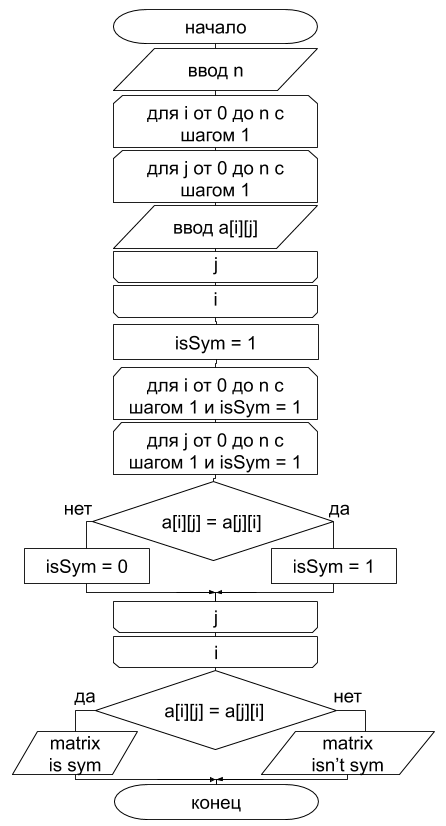 начало
ввод n
для i от 0 до n с
шагом 1
для j от 0 до n с
шагом 1
ввод a[i][j]
j
i
isSym = 1
для i от 0 до n с
шагом 1 и isSym = 1
для j от 0 до n с
шагом 1 и isSym = 1
нет
да
a[i][j] = a[j][i]
isSym = 0
isSym = 1
j
i
да
нет
a[i][j] = a[j][i]
matrix
is sym
matrix
isn't sym
конец